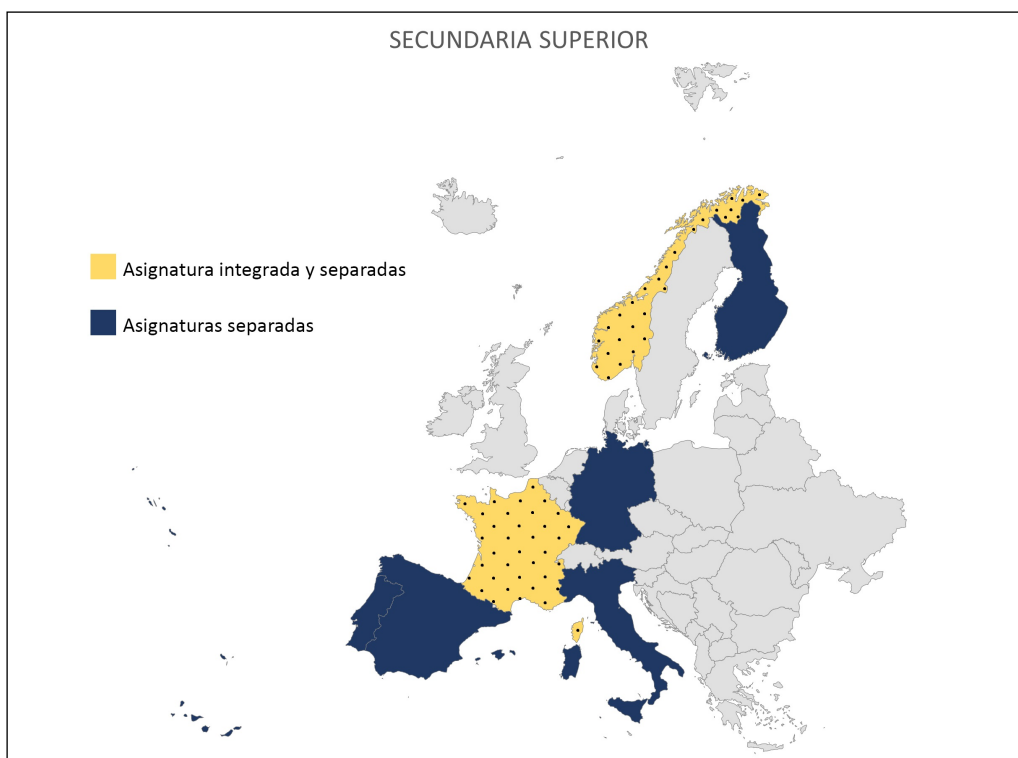 SECUNDARIA SUPERIOR
Asignatura integrada y separadas
Asignaturas separadas